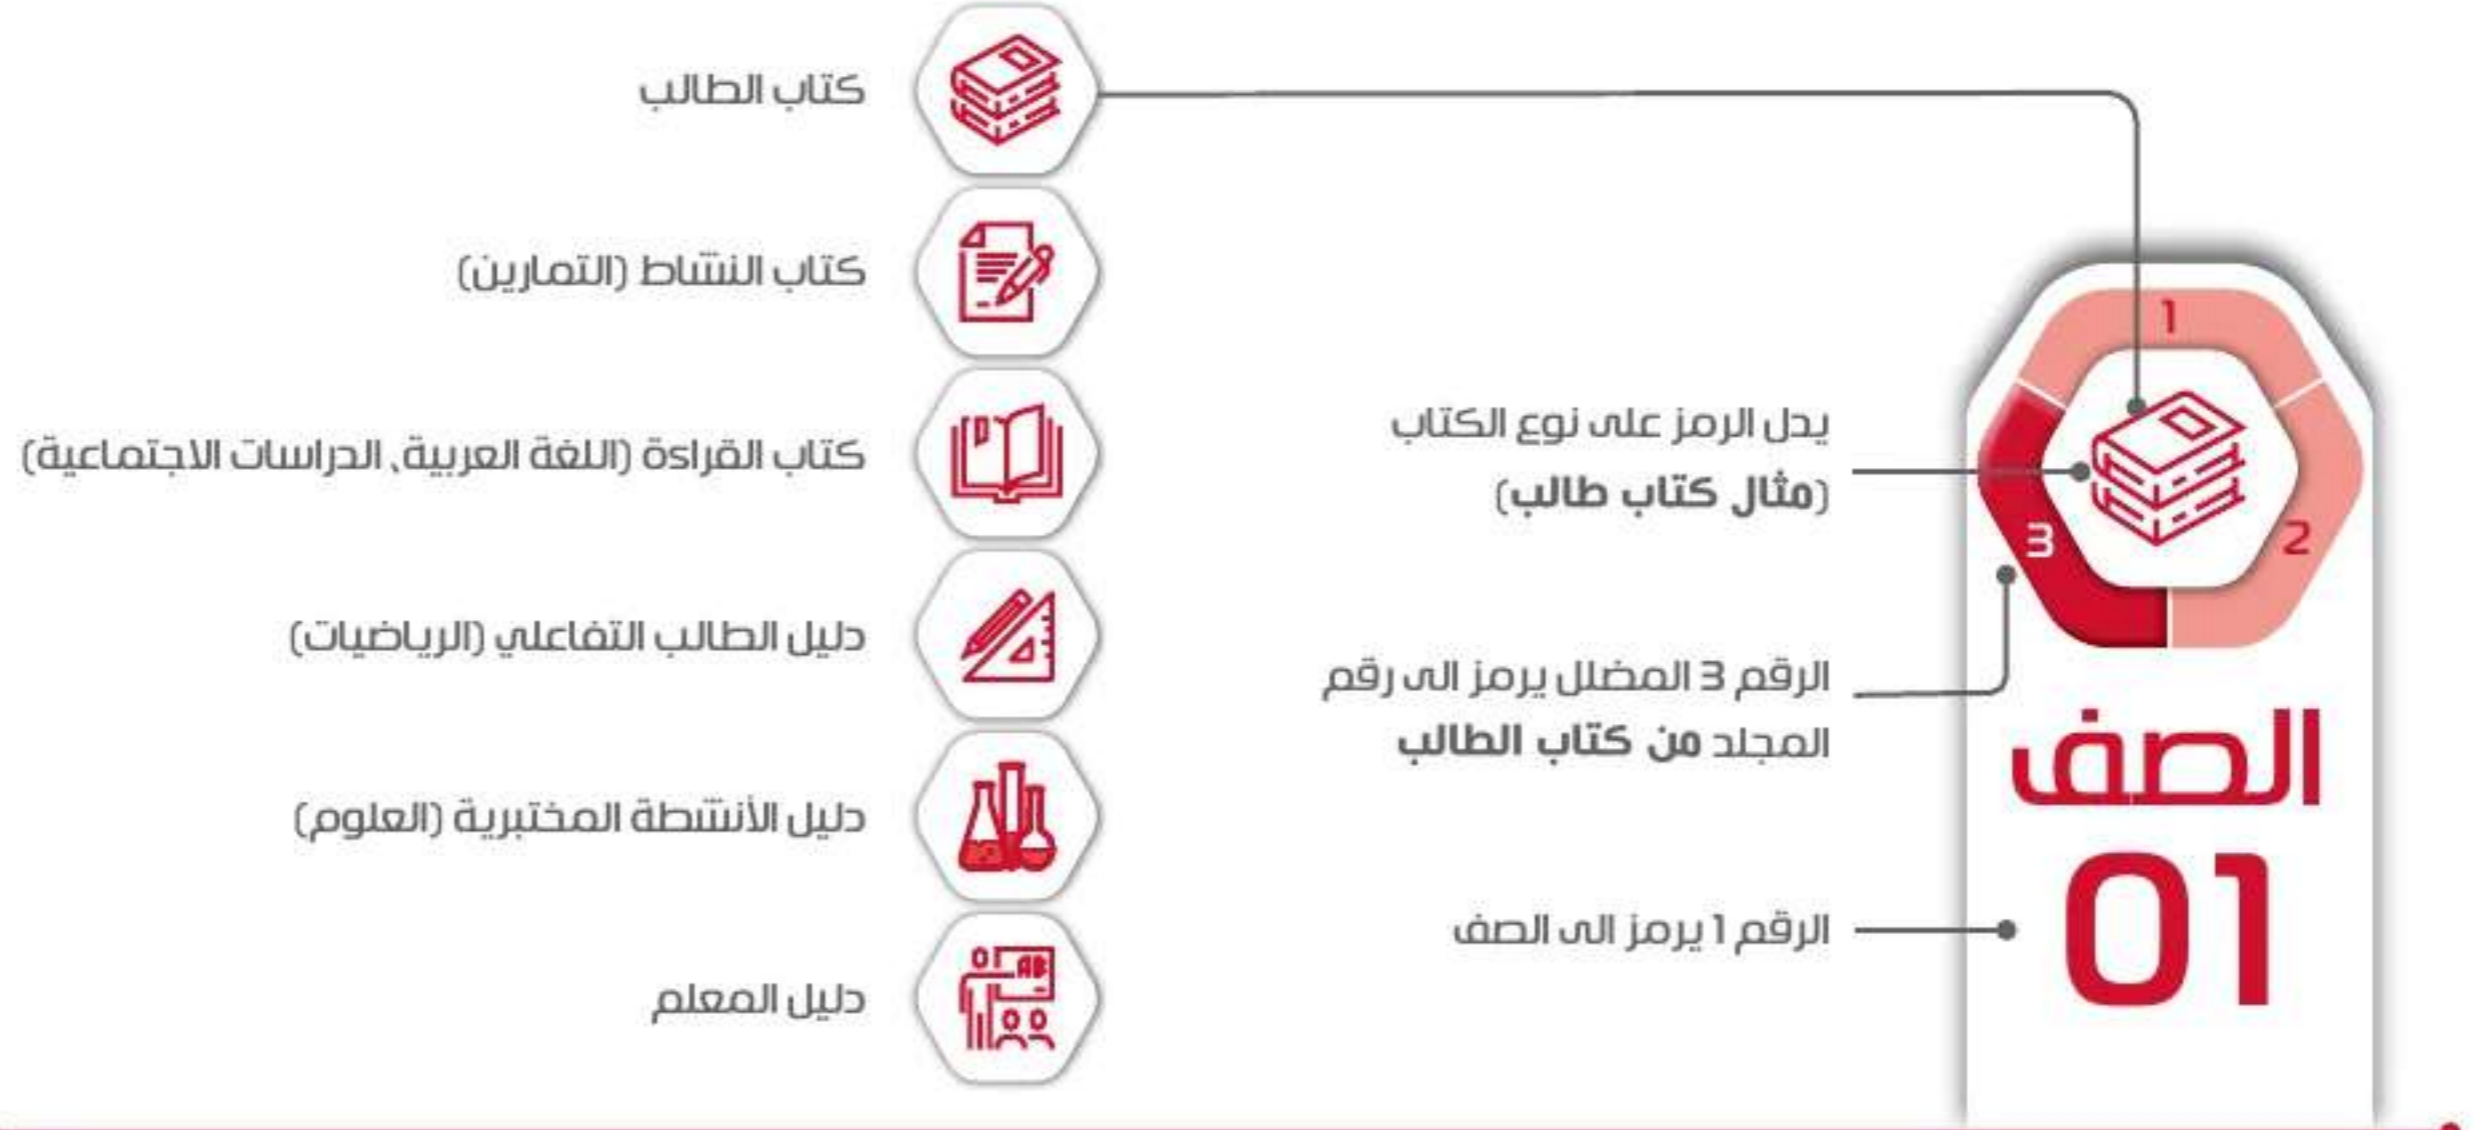 1
2
3
الصف
01
يدل الرمز على نوع الكتاب
(مثال كتاب طالب)
الرقم 3 المضلل يرمز الى رقم
المجلد من كتاب الطالب
الرقم 1 يرمز الى الصف
كتاب الطالب
كتاب النشاط (التمارين)
كتاب القراءة (اللغة العربية، الدراسات الاجتماعية)
دليل الطالب التفاعلي (الرياضيات)
دليل الأنشطة المختبرية (العلوم)
AB
دليل المعلم